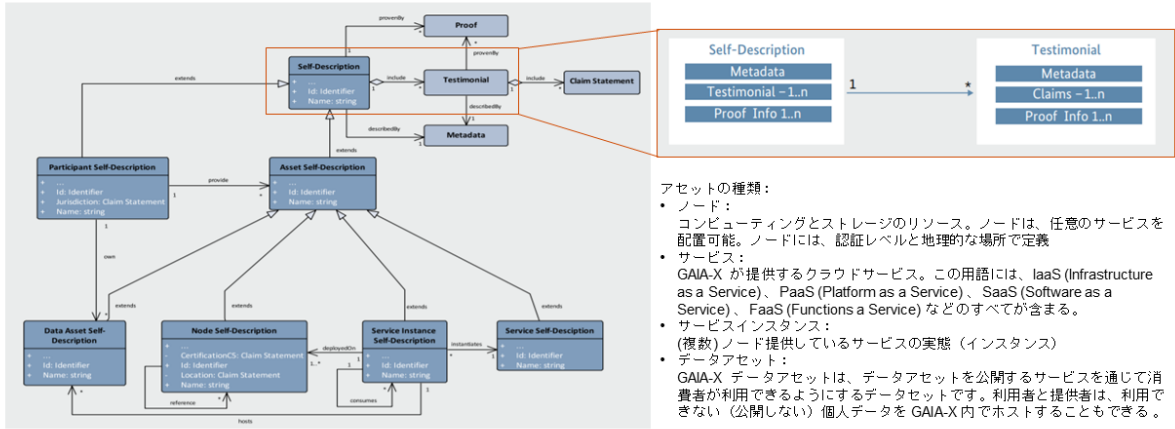 provenBy
Proof
1
*
*
provenBy
Self-Description
+ ...
+ Id: Identifier
+ Name: string
include
1
*
Testimonial
include
1
*
Claim Statement
extends
describedBy
1
describedBy
1
Metadata
extends
Participant Self-Description
+ ...
+ Id: Identifier
+ Jurisdiction: Claim Statement
+ Name: string
provide
1
*
Asset Self-Description
+ ...
+ Id: Identifier
+ Name: string
1
own
*
extends
extends
extends
extends
Data Asset Self-
Description
+ ...
+ Id: Identifier
+ Name: string
Node Self-Description
+ ...
- CertificationCS: Claim Statement
+ Id: Identifier
+ Location: Claim Statement
+ Name: string
deployedOn
1..*
1
Service Instance
Self-Description
+ ...
+ Id: Identifier
+ Name: string
instantiates
*
1
Service Self-Desciption
+ ...
+ Id: Identifier
+ Name: string
reference
*
1
consumes
*
1
*
hosts
Self-Description
Metadata
Testimonial – 1..n
Proof Info 1..n
1
*
Testimonial
Metadata
Claims – 1..n
Proof Info 1..n
アセットの種類：
• ノード：
コンピューティングとストレージのリソース。ノードは、任意のサービスを
配置可能。ノードには、認証レベルと地理的な場所で定義
• サービス：
GAIA-X が提供するクラウドサービス。この用語には、IaaS (Infrastructure
as a Service)、PaaS (Platform as a Service)、SaaS (Software as a
Service)、FaaS (Functions a Service) などのすべてが含まる。
• サービスインスタンス：
(複数) ノード提供しているサービスの実態（インスタンス）
• データアセット：
GAIA-X データアセットは、データアセットを公開するサービスを通じて消
費者が利用できるようにするデータセットです。利用者と提供者は、利用で
きない（公開しない）個人データを GAIA-X 内でホストすることもできる。